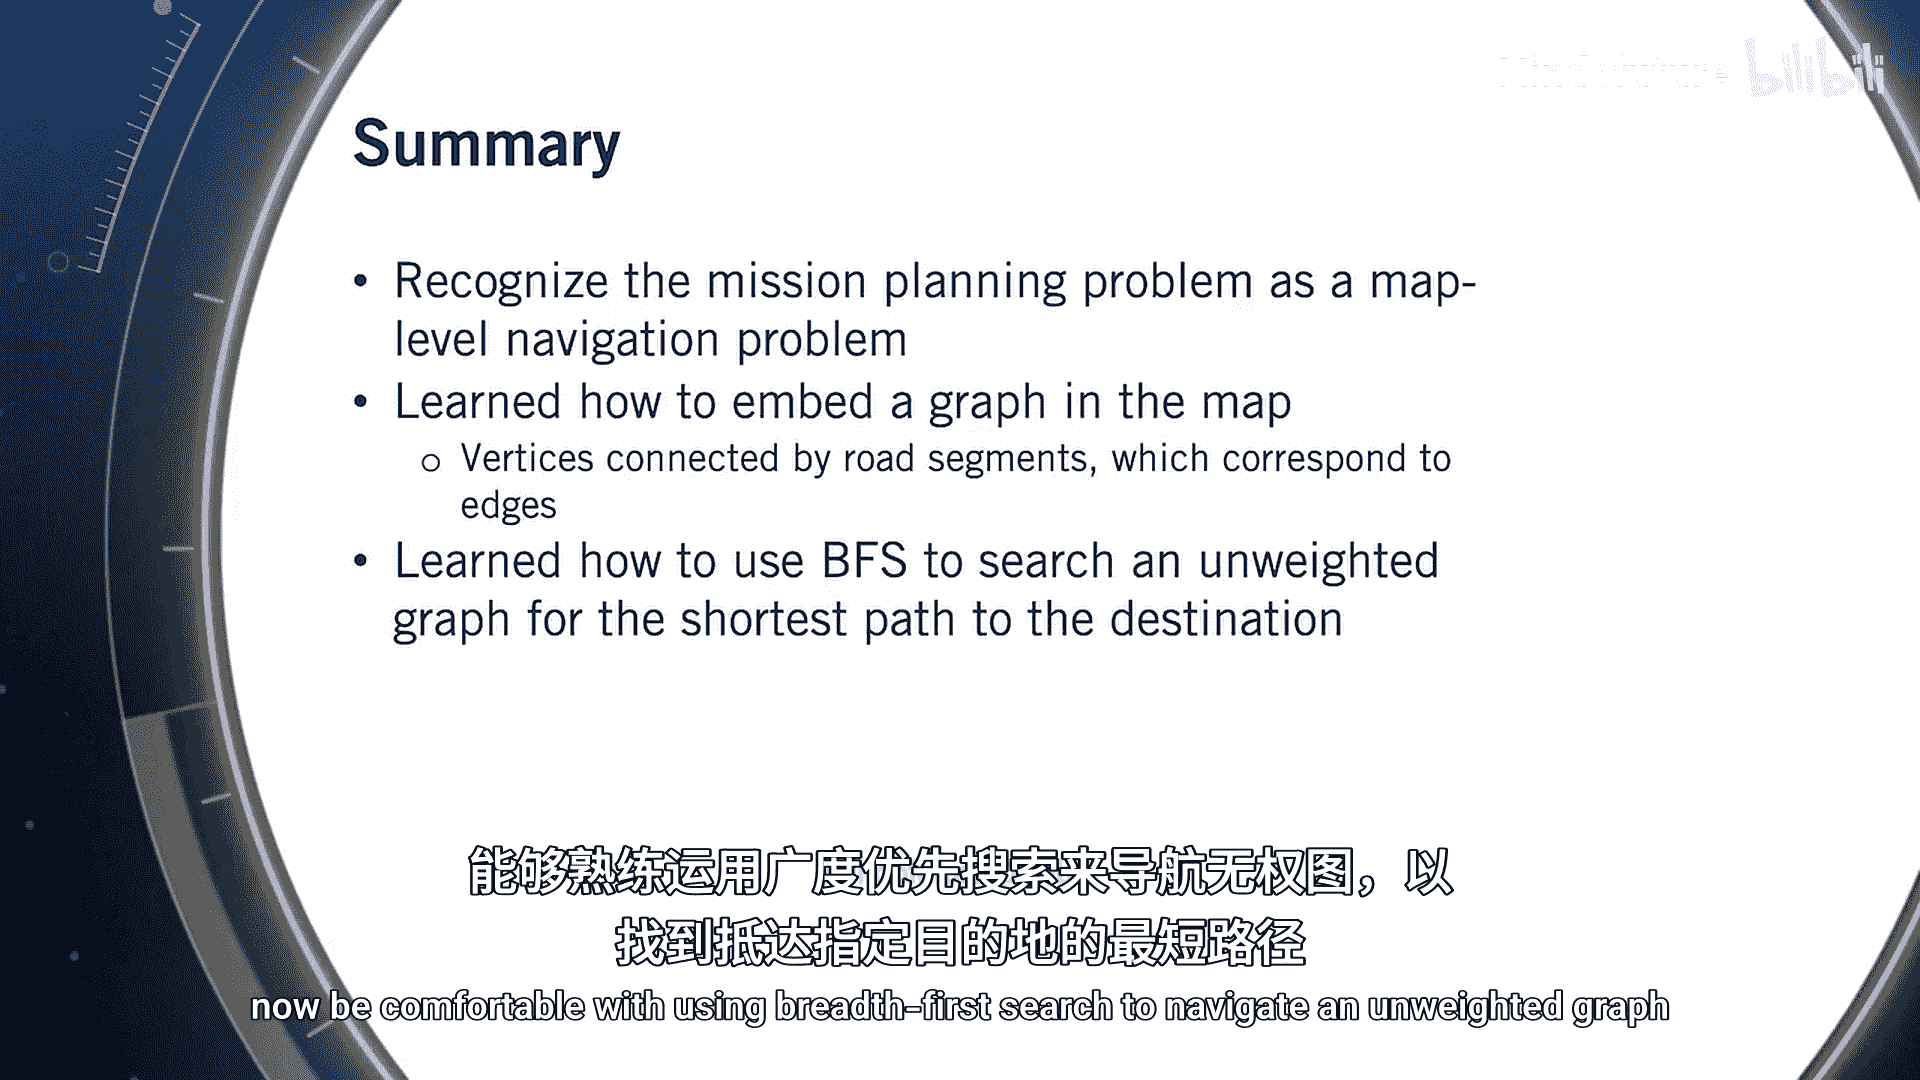 bilibili
Summary
• Recognize the mission planning problem as a map-
level navigation problem
• Learned how to embed a graph in the map
o Vertices connected by road segments, which correspond to
edges
• Learned how to use BFS to search an unweighted
graph for the shortest path to the destination
能够熟练运用广度优先搜索来导航无权图，以
找到抵达指定目的地的最短路径
now be comfortable with using breadth-first search to navigate an unweighted graph